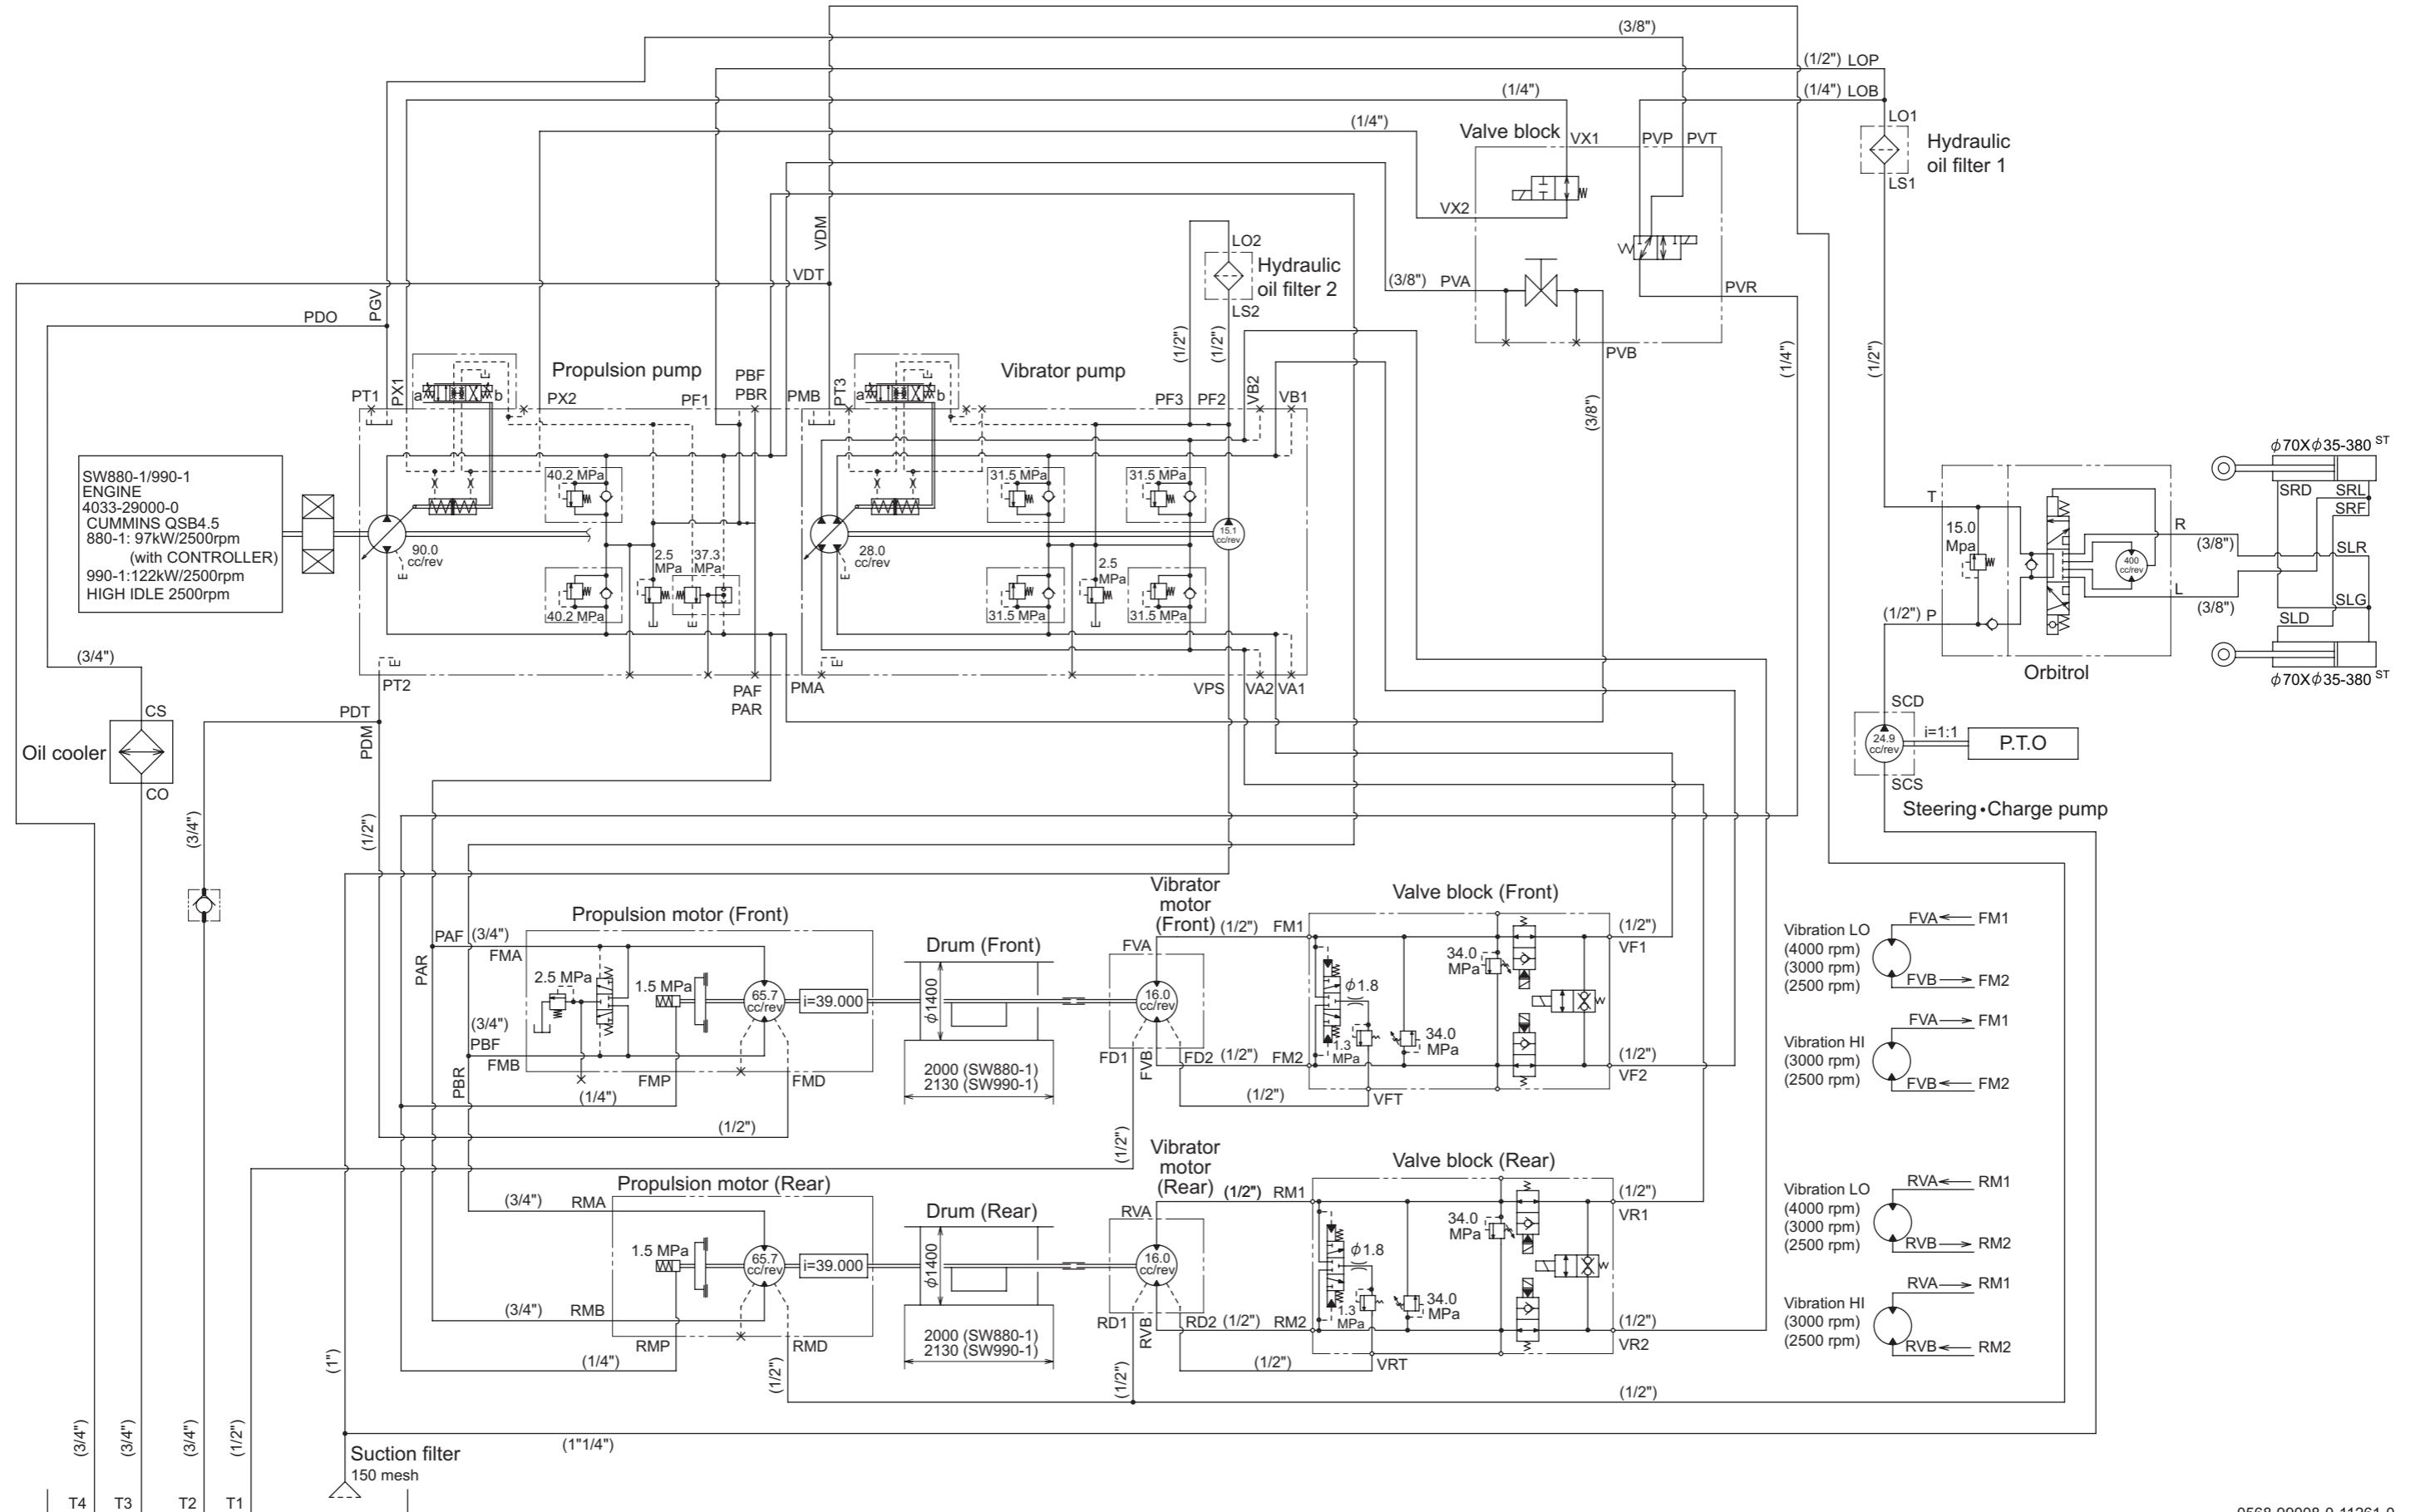 (3/8")
(1/2") LOP
(1/4") LOB
(1/4")
(1/4")
Valve block
VX1
PVP
PVT
LO1
Hydraulic
oil filter 1
LS1
VX2
VDM
LO2
Hydraulic
oil filter 2
LS2
VDT
(3/8")
PVA
PVR
PGV
PDO
(1/2")
(1/2")
PVB
(1/4")
(1/2")
Propulsion pump
Vibrator pump
PT1
PX1
a
b
PX2
PF1
PBF
PBR
PMB
PT3
a
b
PF3
PF2
VB2
VB1
(3/8")
SW880-1/990-1
ENGINE
4033-29000-0
CUMMINS QSB4.5
880-1: 97kW/2500rpm
(with CONTROLLER)
990-1:122kW/2500rpm
HIGH IDLE 2500rpm
40.2 MPa
31.5 MPa
31.5 MPa
90.0
cc/rev
28.0
cc/rev
15.1
cc/rev
2.5
MPa
37.3
MPa
2.5
MPa
40.2 MPa
31.5 MPa
31.5 MPa
ϕ70Xϕ35-380 ST
SRD
SRL
SRF
T
15.0
Mpa
R
(3/8")
400
cc/rev
SLR
L
(3/8")
SLG
SLD
(1/2") P
Orbitrol
ϕ70Xϕ35-380 ST
(3/4")
PT2
PAF
PAR
PMA
VPS
VA2
VA1
PDT
PDM
CS
Oil cooler
CO
SCD
24.9
cc/rev
i=1:1
P.T.O
SCS
Steering•Charge pump
(3/4")
(1/2")
Propulsion motor (Front)
Vibrator
motor
(Front)
Valve block (Front)
PAF
(3/4")
FMA
PAR
2.5 MPa
1.5 MPa
65.7
cc/rev
i=39.000
Drum (Front)
ϕ1400
2000 (SW880-1)
2130 (SW990-1)
FVA
(1/2")
FM1
16.0
cc/rev
FD1
FVB
FD2
(1/2")
FM2
34.0
MPa
ϕ1.8
1.3
MPa
34.0
MPa
(1/2")
VF1
(1/2")
VF2
(3/4")
PBF
FMB
PBR
FMP
FMD
(1/4")
(1/2")
(1/2")
VFT
(1/2")
Vibration LO
(4000 rpm)
(3000 rpm)
(2500 rpm)
FVA
FM1
FVB
FM2
Vibration HI
(3000 rpm)
(2500 rpm)
FVA
FM1
FVB
FM2
Propulsion motor (Rear)
Vibrator
motor
(Rear)
Valve block (Rear)
(3/4")
RMA
1.5 MPa
65.7
cc/rev
i=39.000
Drum (Rear)
ϕ1400
2000 (SW880-1)
2130 (SW990-1)
RVA
(1/2")
RM1
16.0
cc/rev
RD1
RVB
RD2
(1/2")
RM2
34.0
MPa
ϕ1.8
1.3
MPa
34.0
MPa
(1/2")
VR1
(1/2")
VR2
(3/4")
RMB
RMP
RMD
(1/4")
(1/2")
(1/2")
(1/2")
VRT
(1/2")
Vibration LO
(4000 rpm)
(3000 rpm)
(2500 rpm)
RVA
RM1
RVB
RM2
Vibration HI
(3000 rpm)
(2500 rpm)
RVA
RM1
RVB
RM2
(1")
(3/4")
(3/4")
(3/4")
(1/2")
(1"1/4")
Suction filter
150 mesh
T4
T3
T2
T1